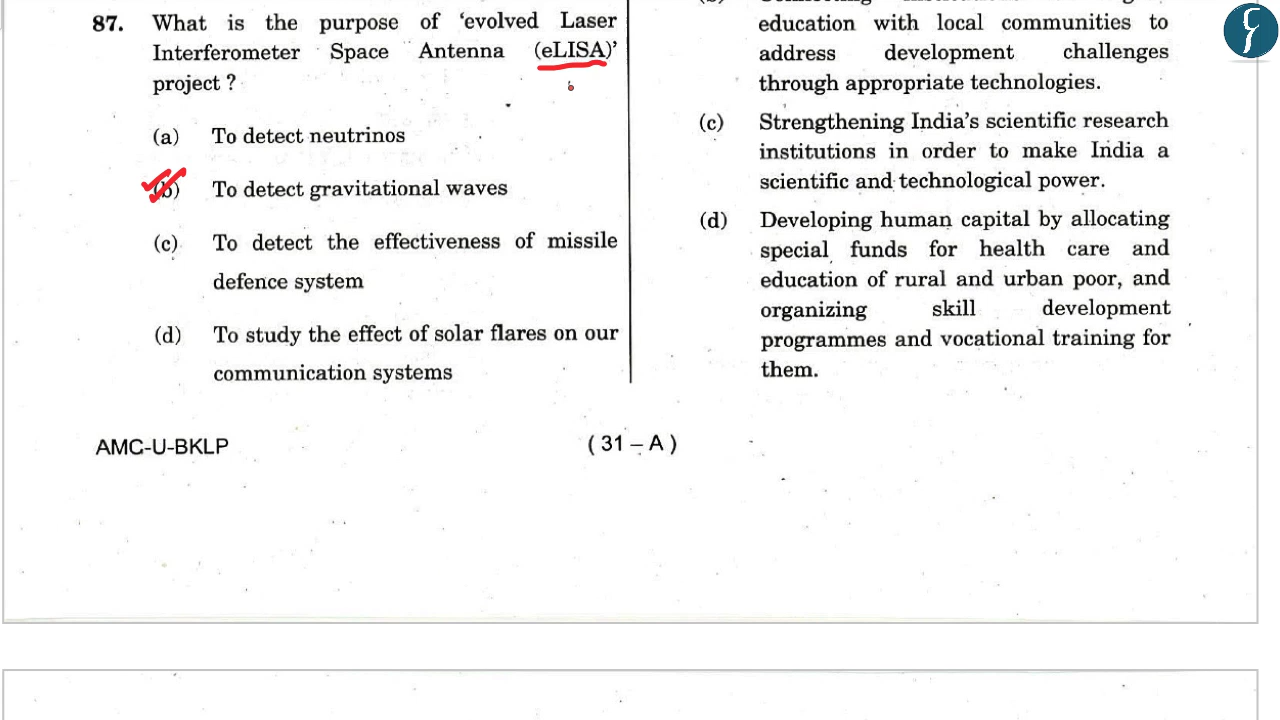 87. What is the purpose of ‘evolved Laser
Interferometer Space Antenna (eLISA)’
project ?
(a) To detect neutrinos
(b) To detect gravitational waves
(c) To detect the effectiveness of missile
defence system
(d) To study the effect of solar flares on our
communication systems
education with local communities to
address development challenges
through appropriate technologies.
(c) Strengthening India’s scientific research
institutions in order to make India a
scientific and technological power.
(d) Developing human capital by allocating
special funds for health care and
education of rural and urban poor, and
organizing skill development
programmes and vocational training for
them.
AMC-U-BKLP
( 31 – A )